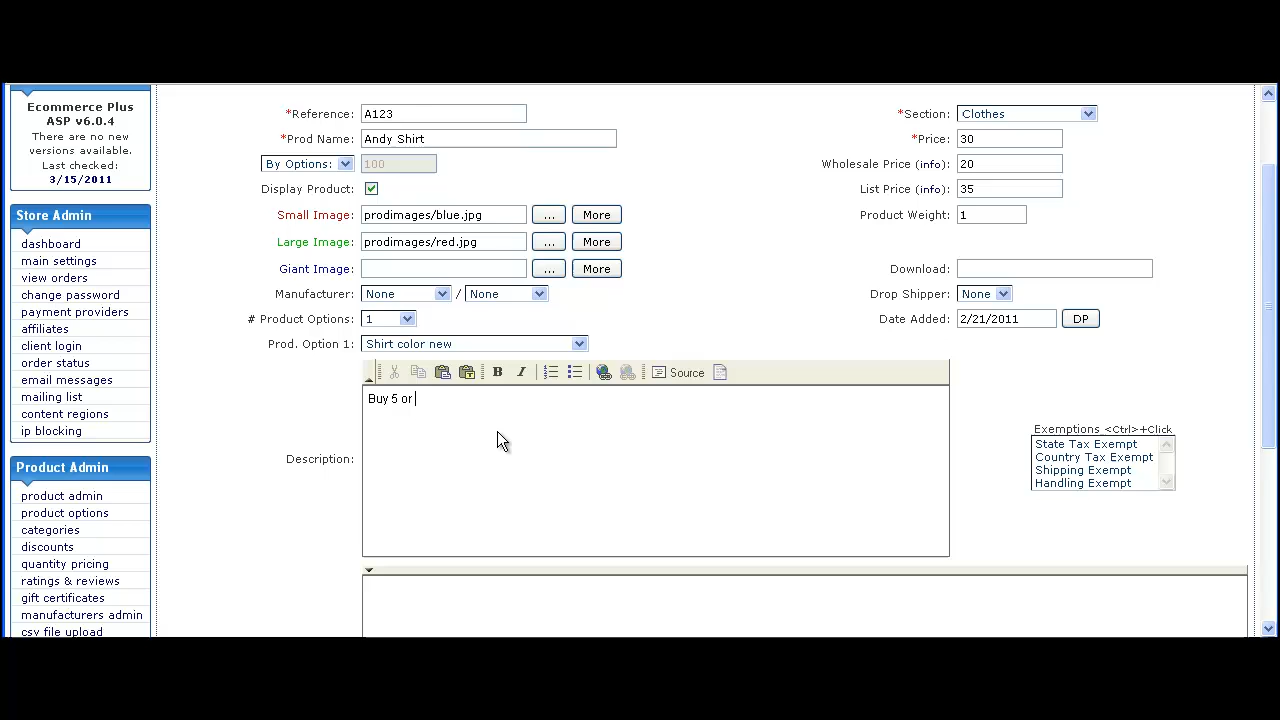 Ecommerce Plus
ASP v6.0.4
There are no new
versions available.
Last checked:
3/15/2011
Store Admin
dashboard
main settings
view orders
change password
payment providers
affiliates
client login
order status
email messages
mailing list
content regions
ip blocking
Product Admin
product admin
product options
categories
discounts
quantity pricing
ratings & reviews
gift certificates
manufacturers admin
csv file upload
*Reference: A123
*Prod Name: Andy Shirt
By Options: 100
Display Product:
Small Image: prodimages/blue.jpg ... More
Large Image: prodimages/red.jpg ... More
Giant Image: ... More
Manufacturer: None / None
# Product Options: 1
Prod. Option 1: Shirt color new
*Section: Clothes
*Price: 30
Wholesale Price (info): 20
List Price (info): 35
Product Weight: 1
Download:
Drop Shipper: None
Date Added: 2/21/2011 DP
B I Source
Buy 5 or
Description:
Exemptions <Ctrl>+Click
State Tax Exempt
Country Tax Exempt
Shipping Exempt
Handling Exempt